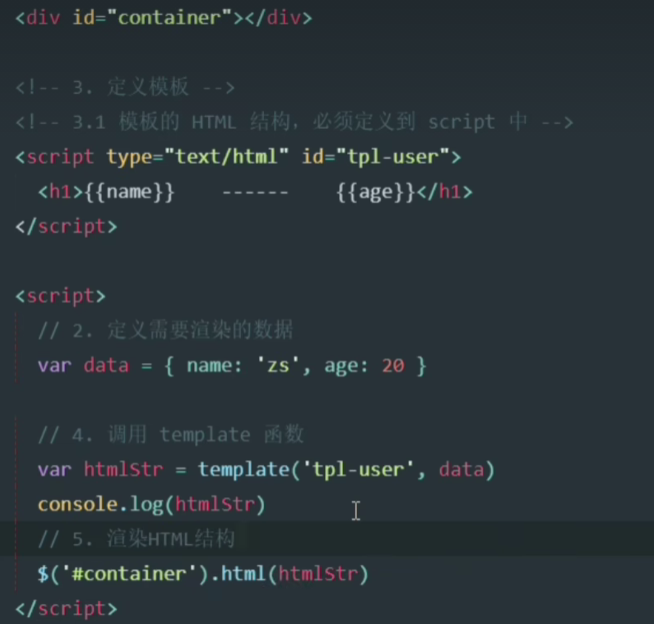 <div id="container"></div>
<!-- 3. 定义模板 -->
<!-- 3.1 模板的 HTML 结构，必须定义到 script 中 -->
<script type="text/html" id="tpl-user">
  <h1>{{name}}    ------    {{age}}</h1>
</script>
<script>
  // 2. 定义需要渲染的数据
  var data = { name: 'zs', age: 20 }
  // 4. 调用 template 函数
  var htmlStr = template('tpl-user', data)
  console.log(htmlStr)
  // 5. 渲染HTML结构
  $('#container').html(htmlStr)
</script>